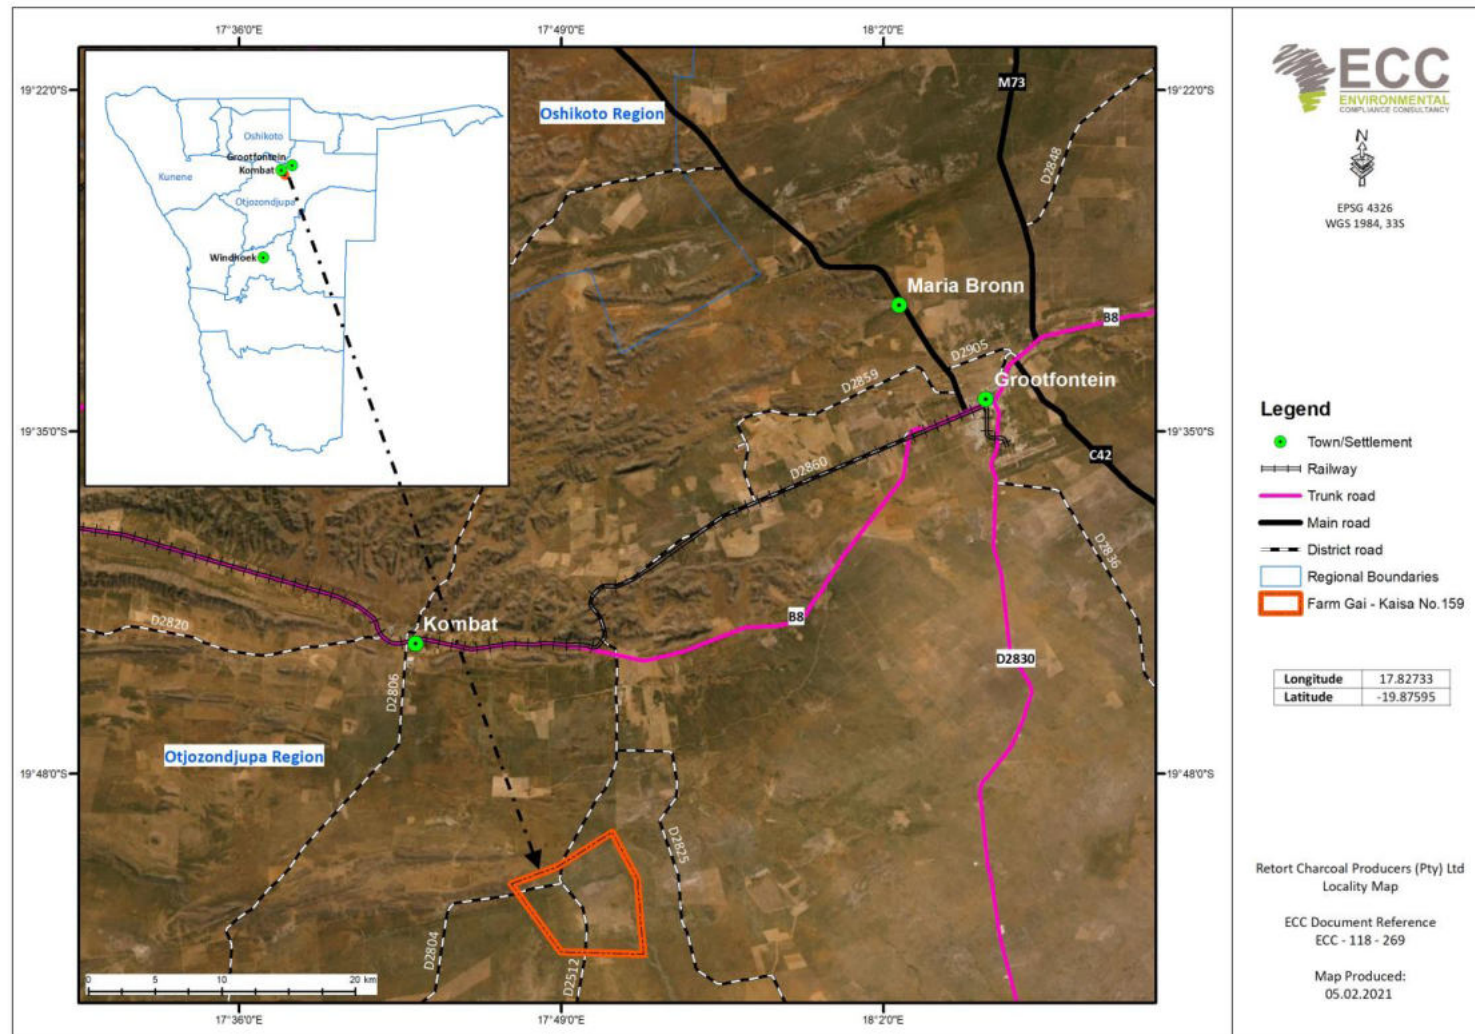 17°36'0"E
17°49'0"E
18°2'0"E
19°22'0"S
19°22'0"S
19°35'0"S
19°35'0"S
19°48'0"S
19°48'0"S
17°36'0"E
17°49'0"E
18°2'0"E
Oshikoto
Grootfontein
Kombat
Kunene
Otjozondjupa
Windhoek
Oshikoto Region
M73
D2848
Maria Bronn
B8
D2905
D2859
Grootfontein
D2860
C42
D2836
Kombat
D2820
B8
D2830
D2806
Otjozondjupa Region
D2825
D2804
D2512
0 5 10 20 km
ECC
ENVIRONMENTAL
COMPLIANCE CONSULTANCY
N
EPSG 4326
WGS 1984, 33S
Legend
Town/Settlement
Railway
Trunk road
Main road
District road
Regional Boundaries
Farm Gai - Kaisa No.159
Longitude 17.82733
Latitude -19.87595
Retort Charcoal Producers (Pty) Ltd
Locality Map
ECC Document Reference
ECC - 118 - 269
Map Produced:
05.02.2021